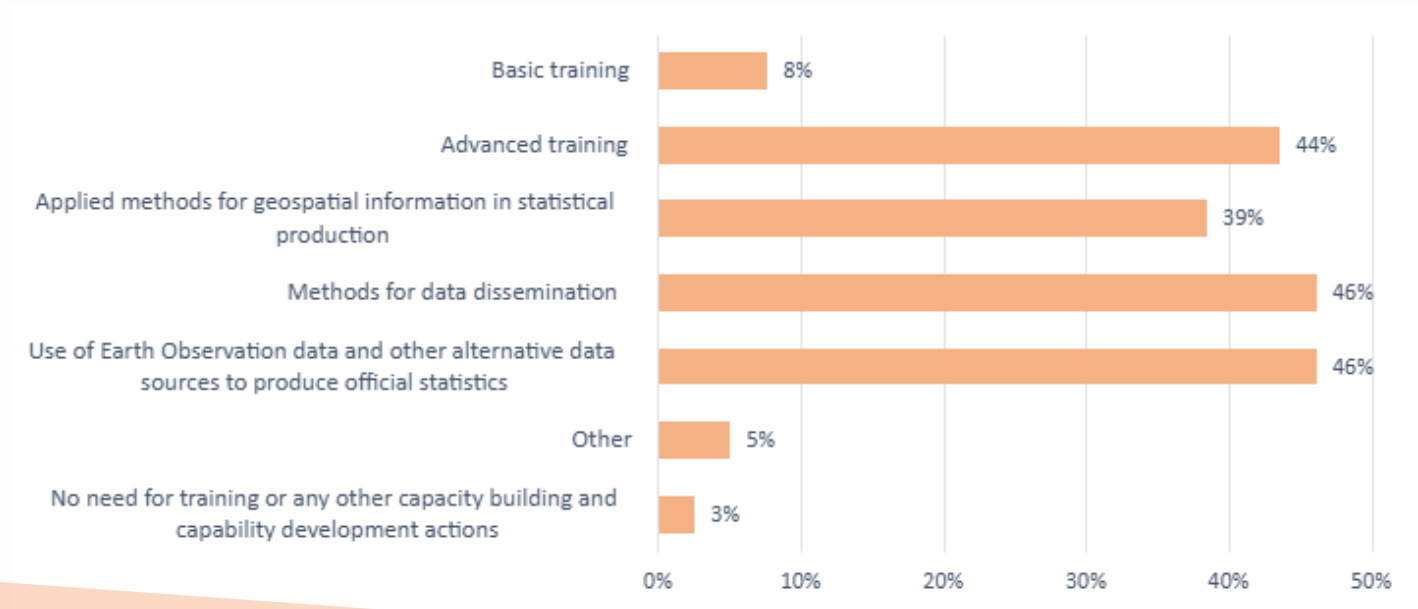 Basic training
8%
Advanced training
44%
Applied methods for geospatial information in statistical
production
39%
Methods for data dissemination
46%
Use of Earth Observation data and other alternative data
sources to produce official statistics
46%
Other
5%
No need for training or any other capacity building and
capability development actions
3%
0% 10% 20% 30% 40% 50%